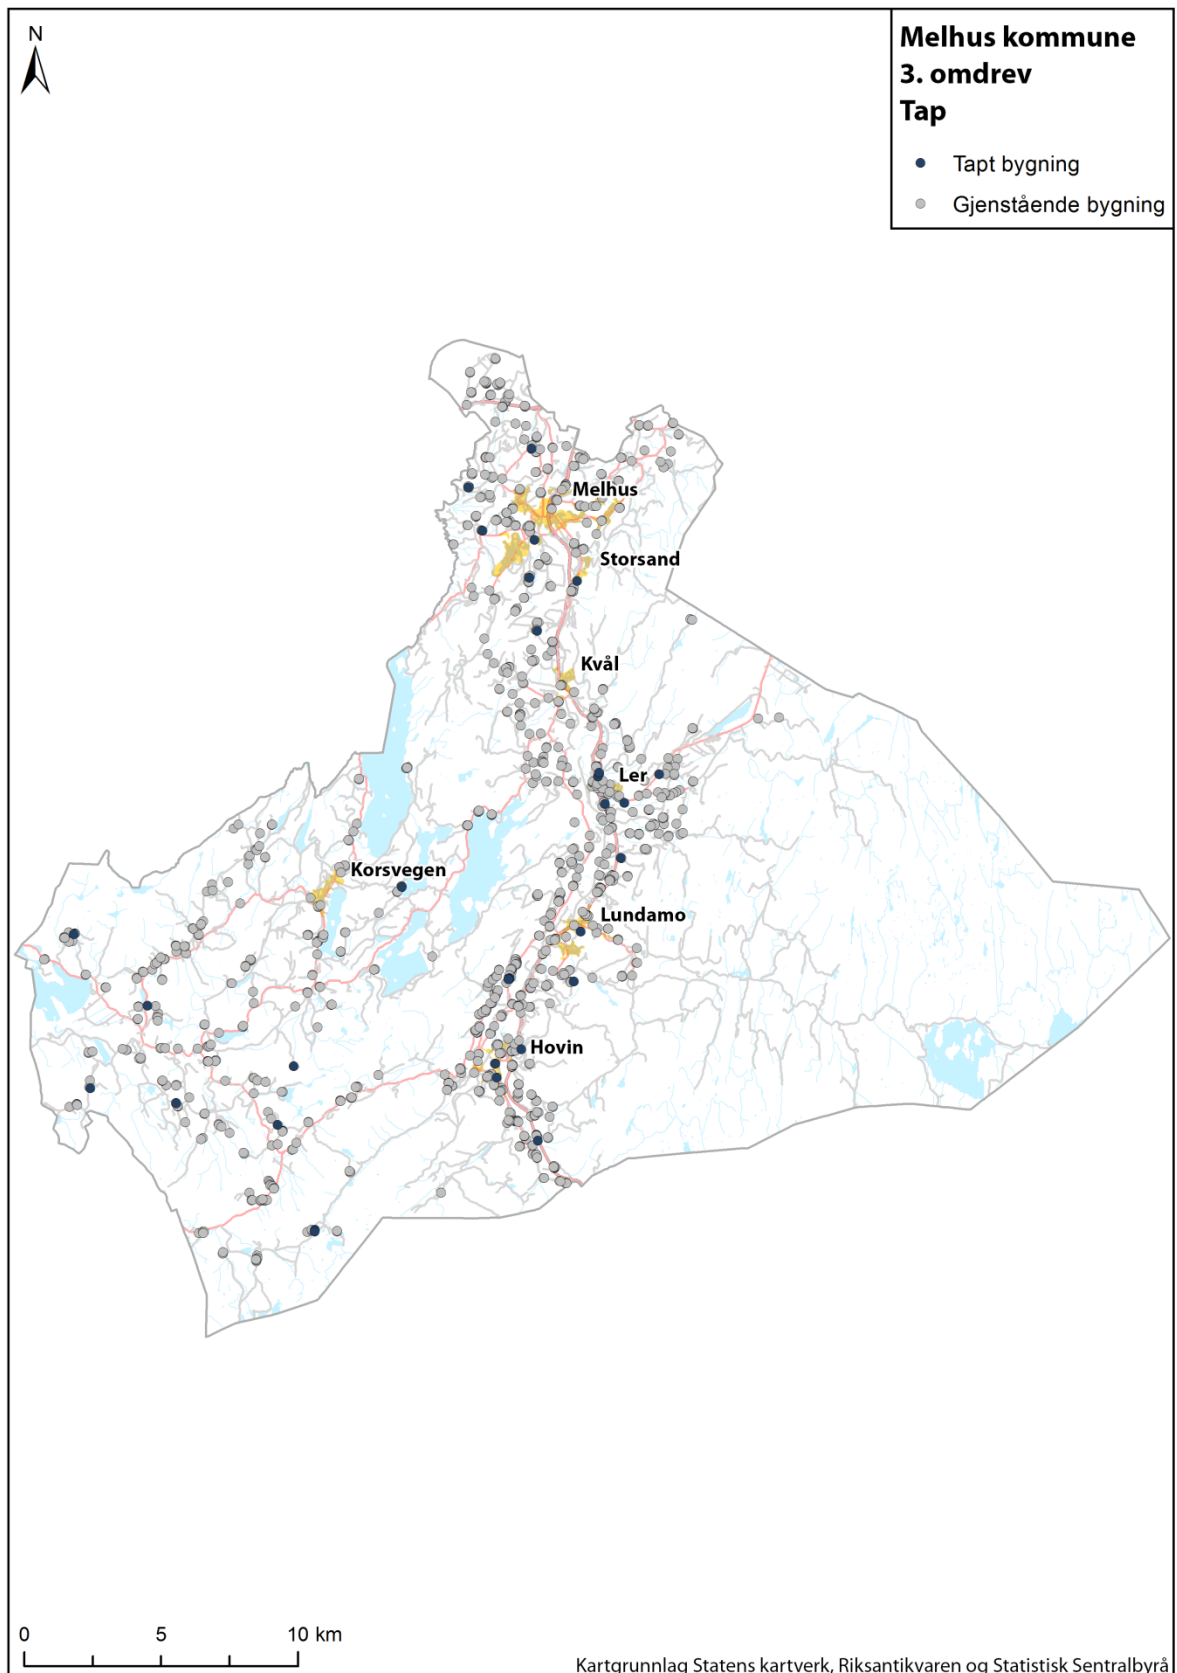 N
Melhus kommune
3. omdrev
Tap
Tapt bygning
Gjenstående bygning
Melhus
Storsand
Kvål
Ler
Korsvegen
Lundamo
Hovin
0 5 10 km
Kartgrunnlag Statens kartverk, Riksantikvaren og Statistisk Sentralbyrå